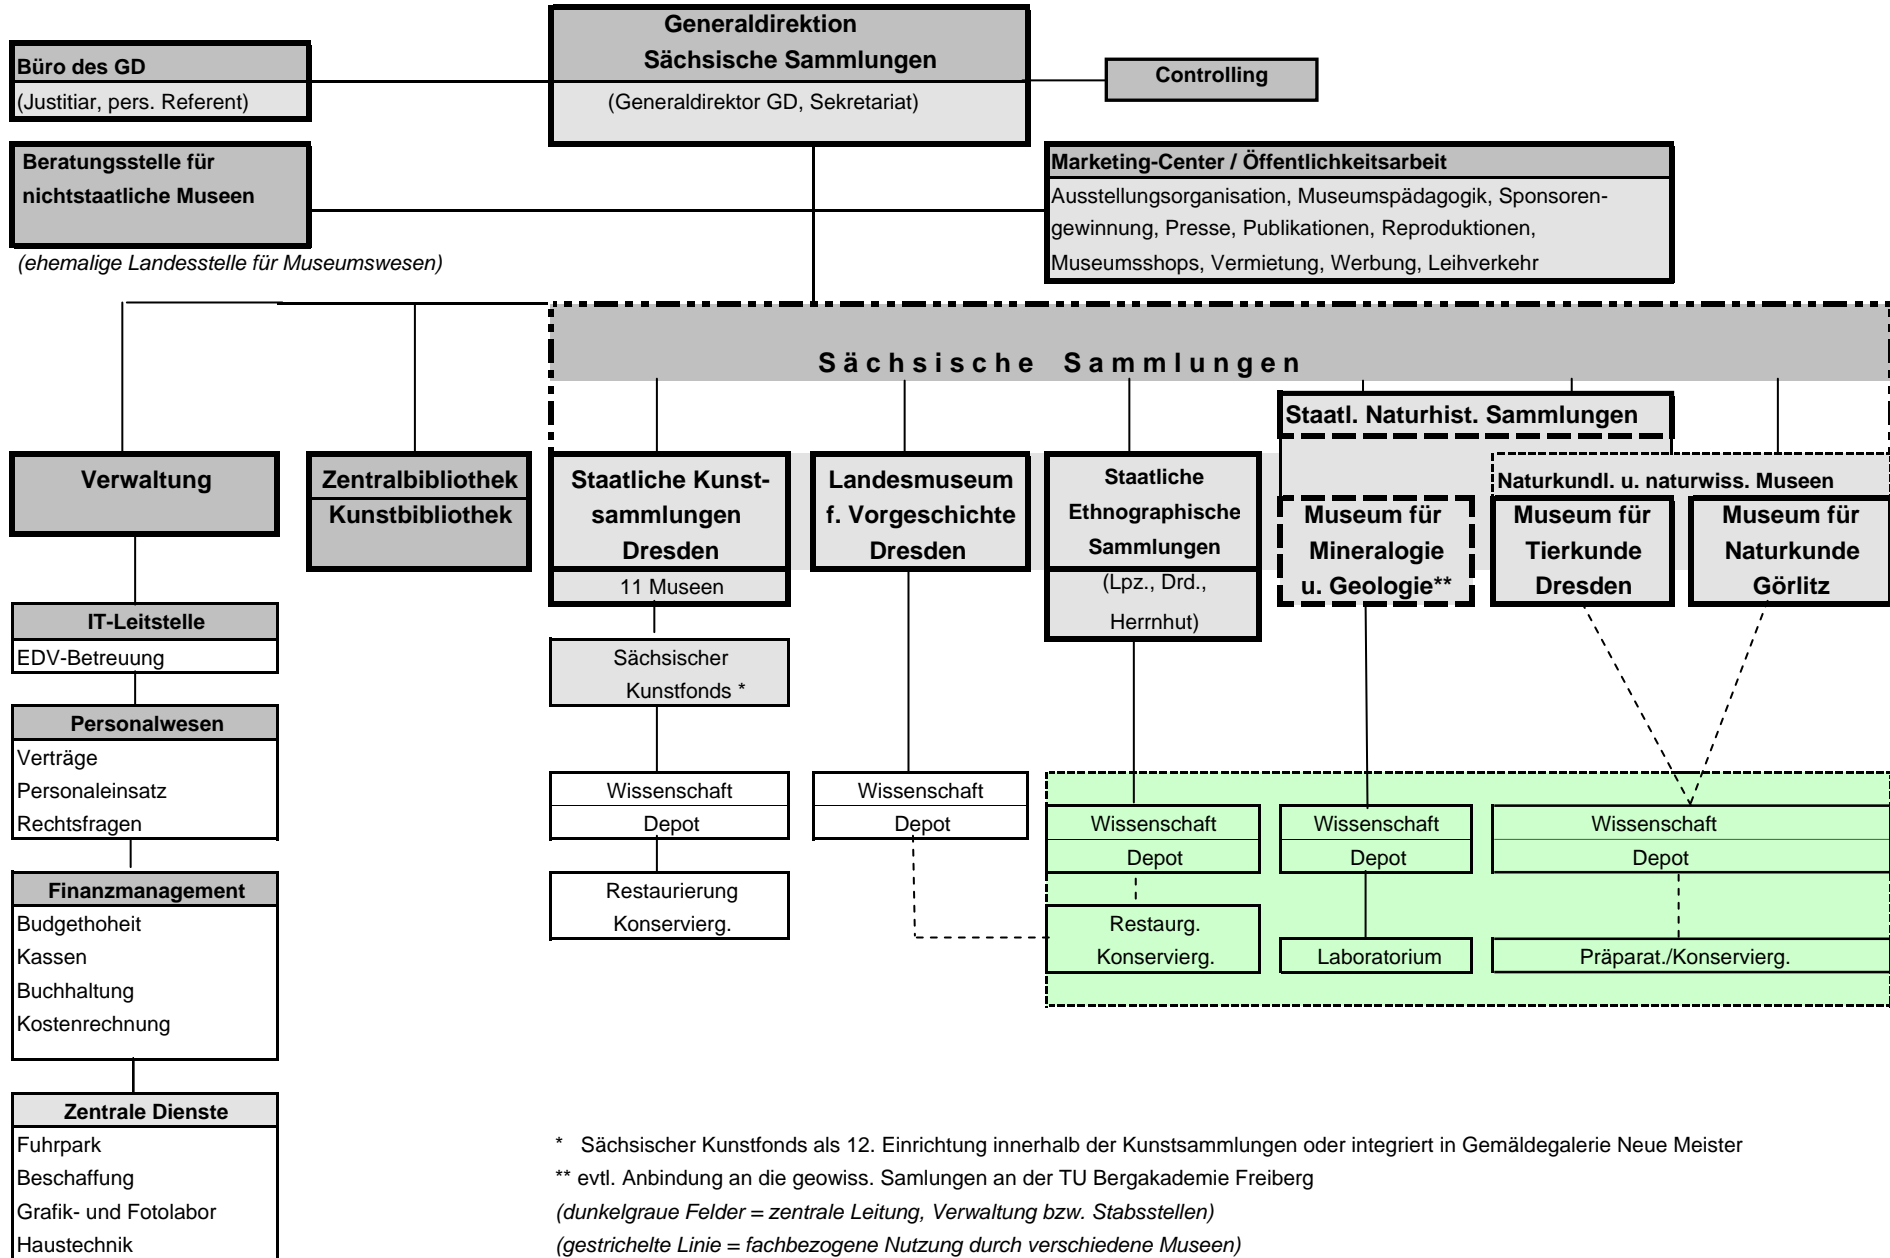 Generaldirektion
Sächsische Sammlungen
(Generaldirektor GD, Sekretariat)
Büro des GD
(Justitiar, pers. Referent)
Controlling
Beratungsstelle für
nichtstaatliche Museen
(ehemalige Landesstelle für Museumswesen)
Marketing-Center / Öffentlichkeitsarbeit
Ausstellungsorganisation, Museumspädagogik, Sponsoren-
gewinnung, Presse, Publikationen, Reproduktionen,
Museumsshops, Vermietung, Werbung, Leihverkehr
Sächsische Sammlungen
Staatl. Naturhist. Sammlungen
Verwaltung
Zentralbibliothek
Kunstbibliothek
Staatliche Kunst-
sammlungen
Dresden
11 Museen
Landesmuseum
f. Vorgeschichte
Dresden
Staatliche
Ethnographische
Sammlungen
(Lpz., Drd.,
Herrnhut)
Naturkundl. u. naturwiss. Museen
Museum für
Mineralogie
u. Geologie**
Museum für
Tierkunde
Dresden
Museum für
Naturkunde
Görlitz
IT-Leitstelle
EDV-Betreuung
Sächsischer
Kunstfonds *
Personalwesen
Verträge
Personaleinsatz
Rechtsfragen
Wissenschaft
Depot
Wissenschaft
Depot
Wissenschaft
Depot
Wissenschaft
Depot
Wissenschaft
Depot
Finanzmanagement
Budgethoheit
Kassen
Buchhaltung
Kostenrechnung
Restaurierung
Konservierg.
Restaurg.
Konservierg.
Laboratorium
Präparat./Konservierg.
Zentrale Dienste
Fuhrpark
Beschaffung
Grafik- und Fotolabor
Haustechnik
* Sächsischer Kunstfonds als 12. Einrichtung innerhalb der Kunstsammlungen oder integriert in Gemäldegalerie Neue Meister
** evtl. Anbindung an die geowiss. Samlungen an der TU Bergakademie Freiberg
(dunkelgraue Felder = zentrale Leitung, Verwaltung bzw. Stabsstellen)
(gestrichelte Linie = fachbezogene Nutzung durch verschiedene Museen)